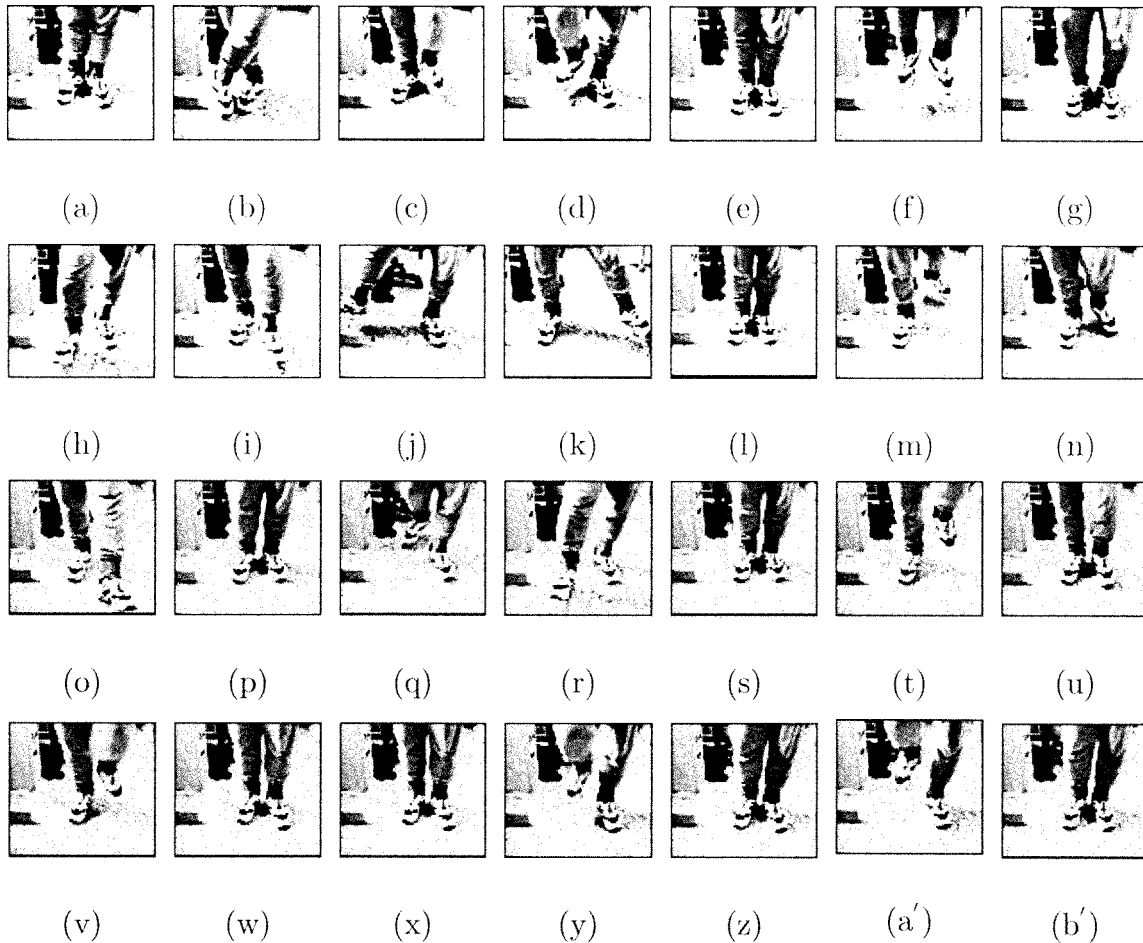 (a) (b) (c) (d) (e) (f) (g)
(h) (i) (j) (k) (l) (m) (n)
(o) (p) (q) (r) (s) (t) (u)
(v) (w) (x) (y) (z) (a′) (b′)